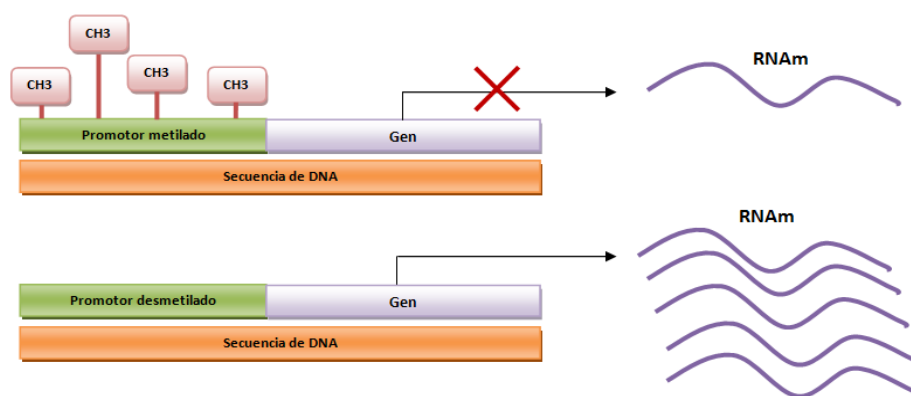 CH3
CH3
CH3
CH3
RNAm
Promotor metilado
Gen
Secuencia de DNA
RNAm
Promotor desmetilado
Gen
Secuencia de DNA